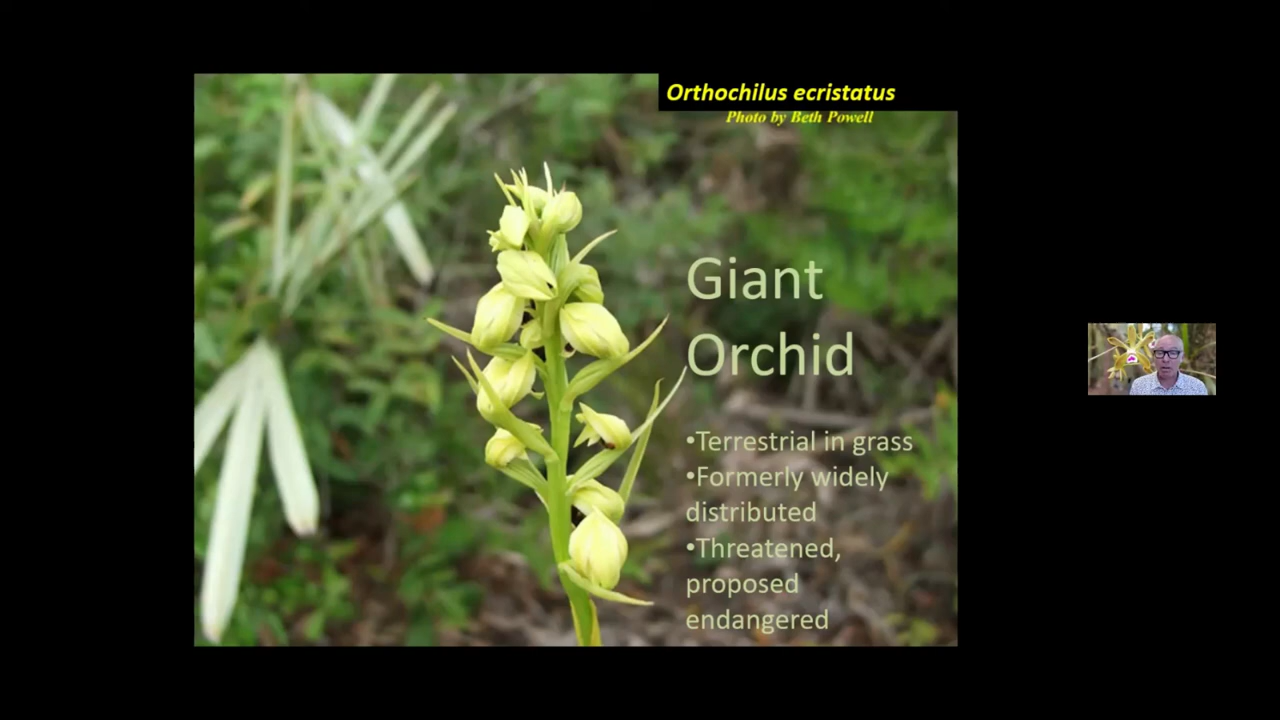 Orthochilus ecristatus
Photo by Beth Powell
Giant
Orchid
•Terrestrial in grass
•Formerly widely
distributed
•Threatened,
proposed
endangered